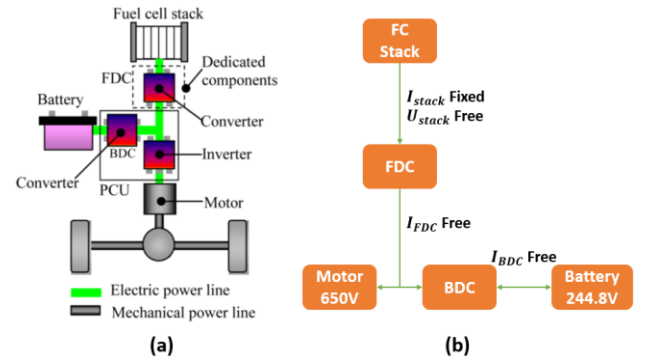 Fuel cell stack
FDC
Dedicated
components
Battery
Converter
BDC
Inverter
Converter
PCU
Motor
Electric power line
Mechanical power line
(a)
FC
Stack
I_stack Fixed
U_stack Free
FDC
I_FDC Free
I_BDC Free
Motor
650V
BDC
Battery
244.8V
(b)